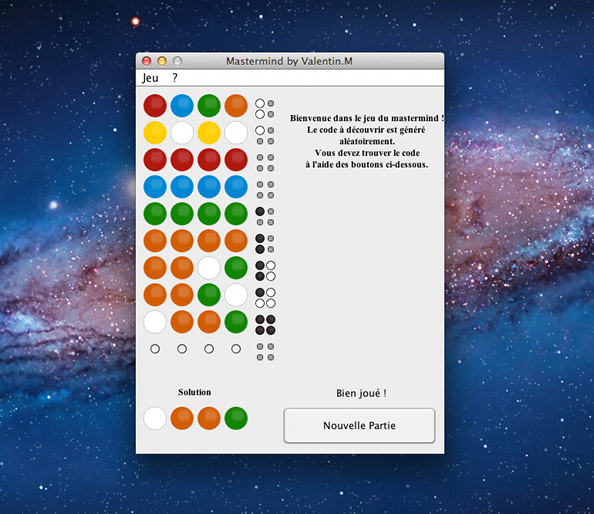 Mastermind by Valentin.M
Jeu ?
Bienvenue dans le jeu du mastermind !
Le code à découvrir est généré
aléatoirement.
Vous devez trouver le code
à l'aide des boutons ci-dessous.
Solution
Bien joué !
Nouvelle Partie